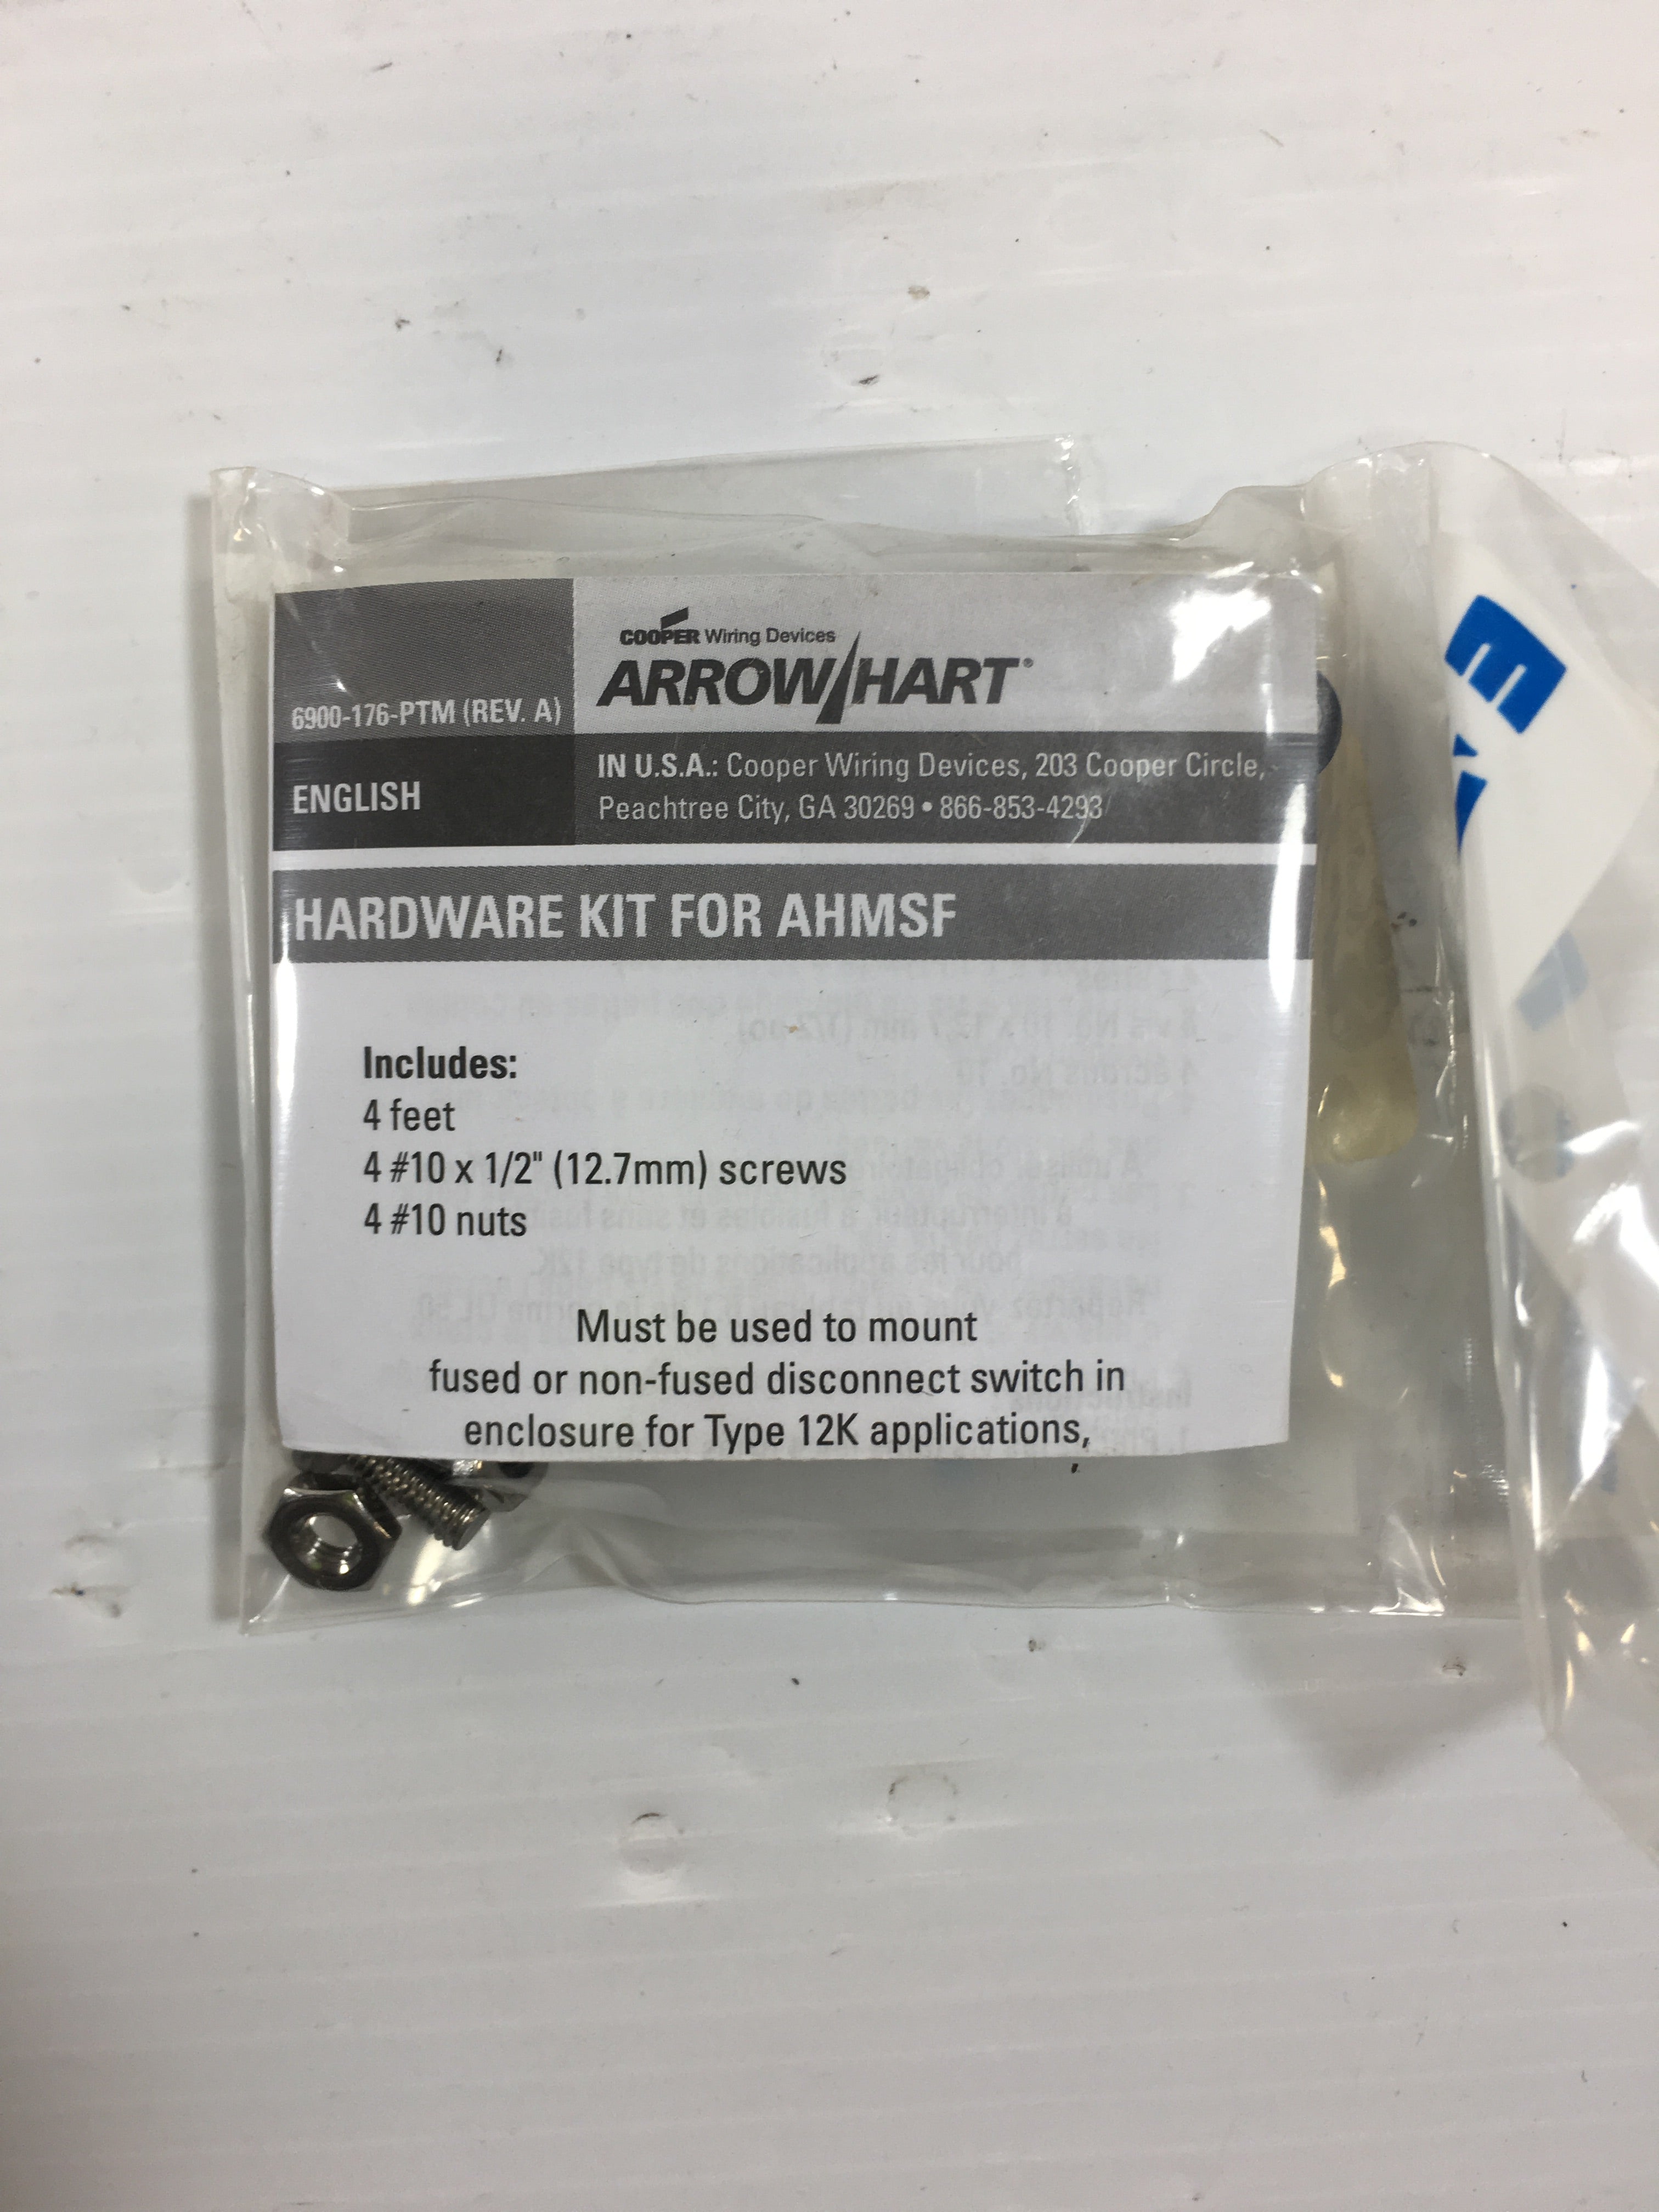 COOPER Wiring Devices
ARROW/HART®
6900-176-PTM (REV. A)
IN U.S.A.: Cooper Wiring Devices, 203 Cooper Circle,
Peachtree City, GA 30269 • 866-853-4293
ENGLISH
HARDWARE KIT FOR AHMSF
Includes:
4 feet
4 #10 x 1/2" (12.7mm) screws
4 #10 nuts
Must be used to mount
fused or non-fused disconnect switch in
enclosure for Type 12K applications,